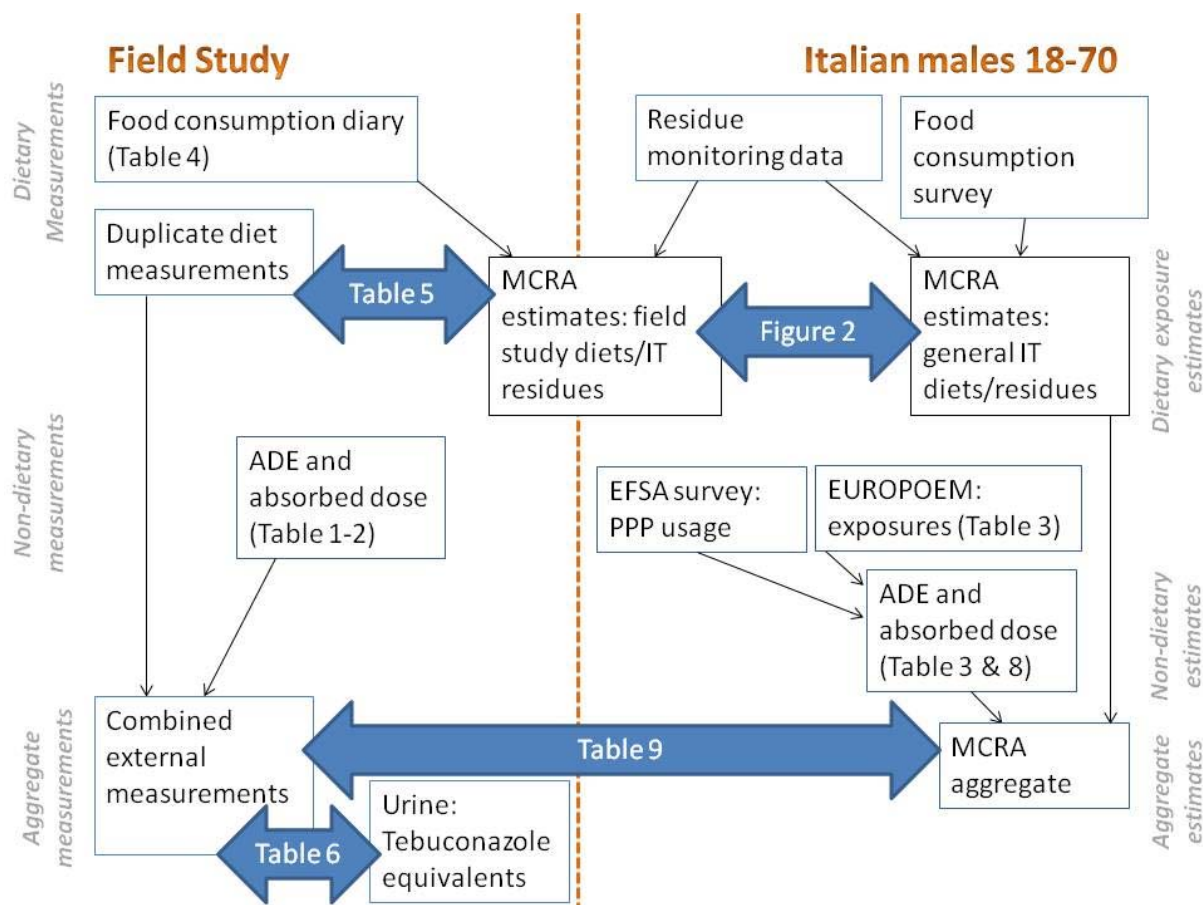 Field Study
Italian males 18-70
Dietary
Measurements
Food consumption diary
(Table 4)
Residue
monitoring data
Food
consumption
survey
Duplicate diet
measurements
Table 5
MCRA
estimates: field
study diets/IT
residues
Figure 2
MCRA
estimates:
general IT
diets/residues
Dietary exposure
estimates
Non-dietary
measurements
ADE and
absorbed dose
(Table 1-2)
EFSA survey:
PPP usage
EUROPOEM:
exposures (Table 3)
ADE and
absorbed dose
(Table 3 & 8)
Non-dietary
estimates
Aggregate
measurements
Combined
external
measurements
Table 9
MCRA
aggregate
Aggregate
estimates
Table 6
Urine:
Tebuconazole
equivalents